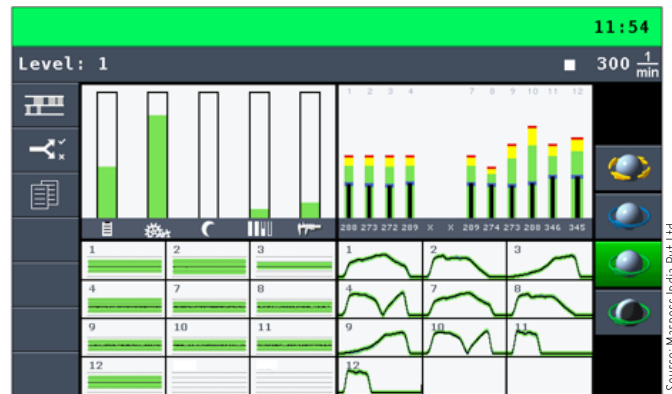 11:54
Level: 1
300 1/min
1 2 3 4 7 8 9 10 11 12
288 273 272 289 X X 289 274 273 288 346 345
1 2 3 1 2 3
4 7 8 4 7 8
9 10 11 9 10 11
12 12
Source: Marposs India Pvt Ltd